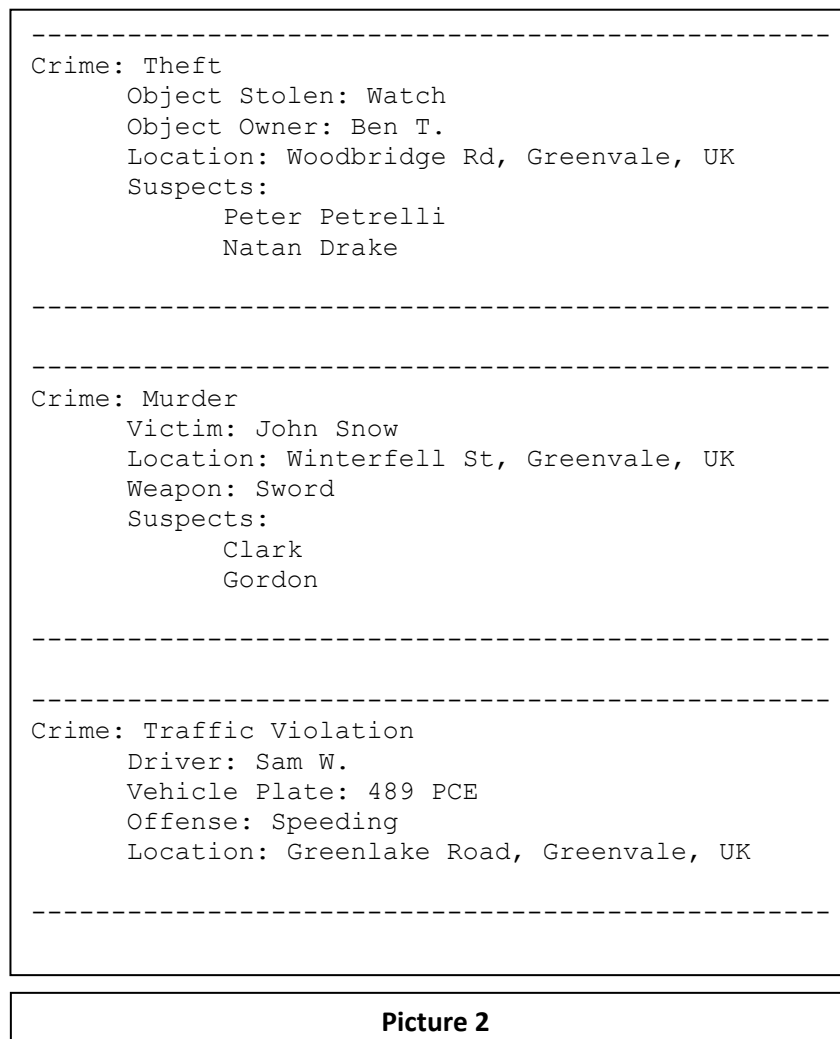 --------------------------------------------------
Crime: Theft
      Object Stolen: Watch
      Object Owner: Ben T.
      Location: Woodbridge Rd, Greenvale, UK
      Suspects:
            Peter Petrelli
            Natan Drake
--------------------------------------------------
--------------------------------------------------
Crime: Murder
      Victim: John Snow
      Location: Winterfell St, Greenvale, UK
      Weapon: Sword
      Suspects:
            Clark
            Gordon
--------------------------------------------------
--------------------------------------------------
Crime: Traffic Violation
      Driver: Sam W.
      Vehicle Plate: 489 PCE
      Offense: Speeding
      Location: Greenlake Road, Greenvale, UK
--------------------------------------------------
Picture 2